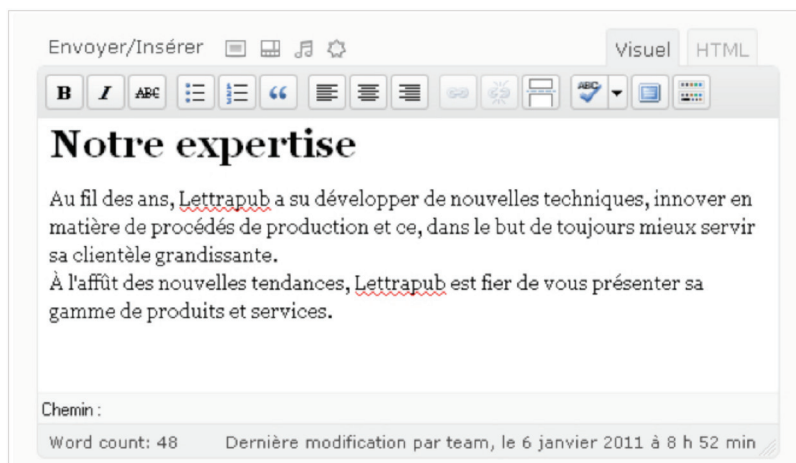 Envoyer/Insérer
Visuel
HTML
B I ABC ABC
Notre expertise
Au fil des ans, Lettrapub a su développer de nouvelles techniques, innover en
matière de procédés de production et ce, dans le but de toujours mieux servir
sa clientèle grandissante.
À l'affût des nouvelles tendances, Lettrapub est fier de vous présenter sa
gamme de produits et services.
Chemin :
Word count: 48
Dernière modification par team, le 6 janvier 2011 à 8 h 52 min